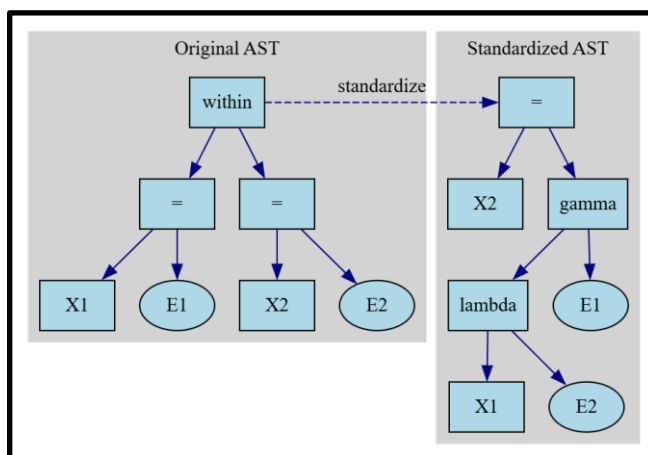 Original AST
Standardized AST
within
standardize
=
=
=
X2
gamma
X1
E1
X2
E2
lambda
E1
X1
E2